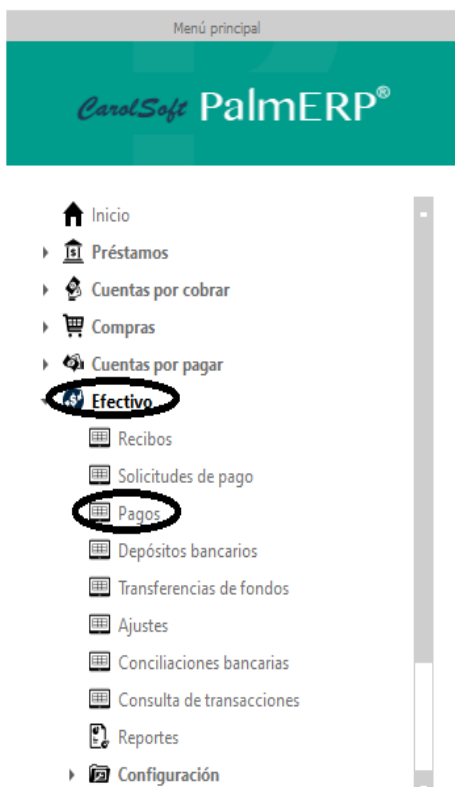 Menú principal
CarolSoft PalmERP®
Inicio
Préstamos
Cuentas por cobrar
Compras
Cuentas por pagar
Efectivo
Recibos
Solicitudes de pago
Pagos
Depósitos bancarios
Transferencias de fondos
Ajustes
Conciliaciones bancarias
Consulta de transacciones
Reportes
Configuración